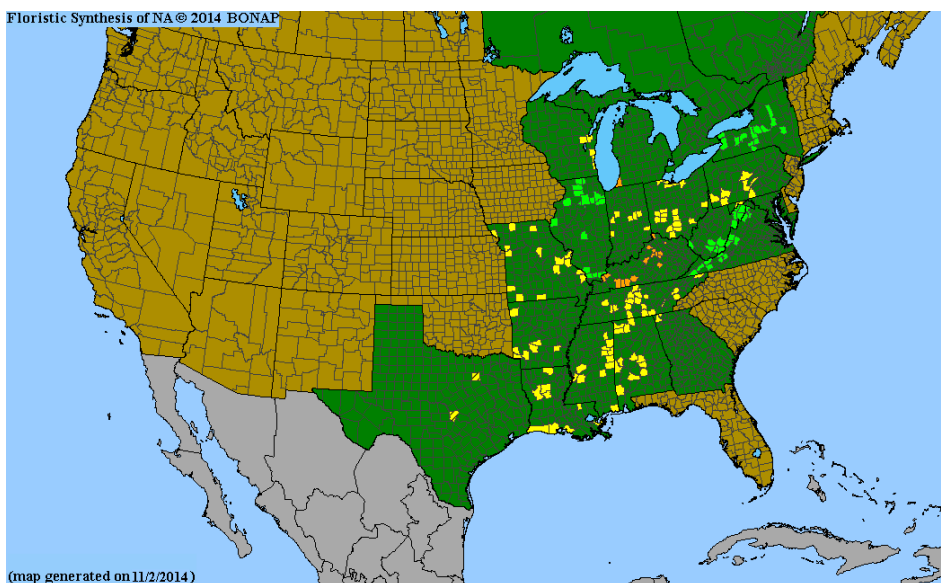 Floristic Synthesis of NA © 2014 BONAP
(map generated on 11/2/2014)